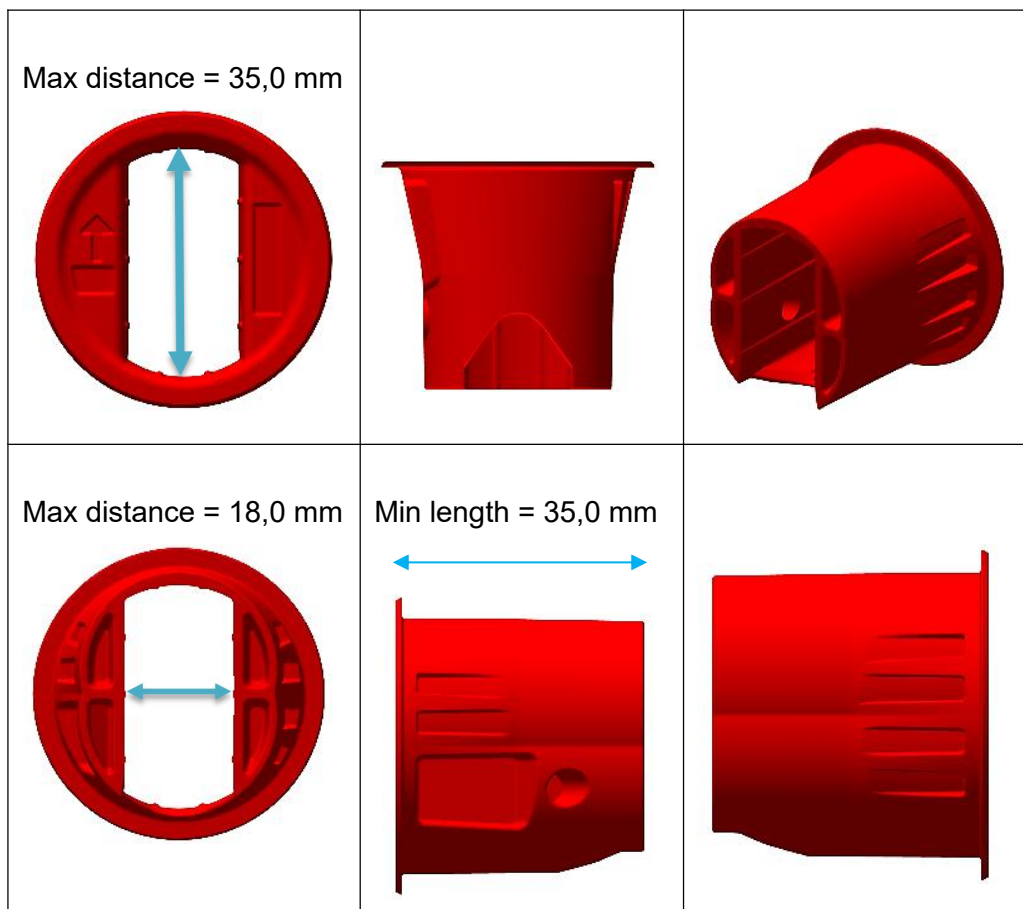 Max distance = 35,0 mm
Max distance = 18,0 mm
Min length = 35,0 mm